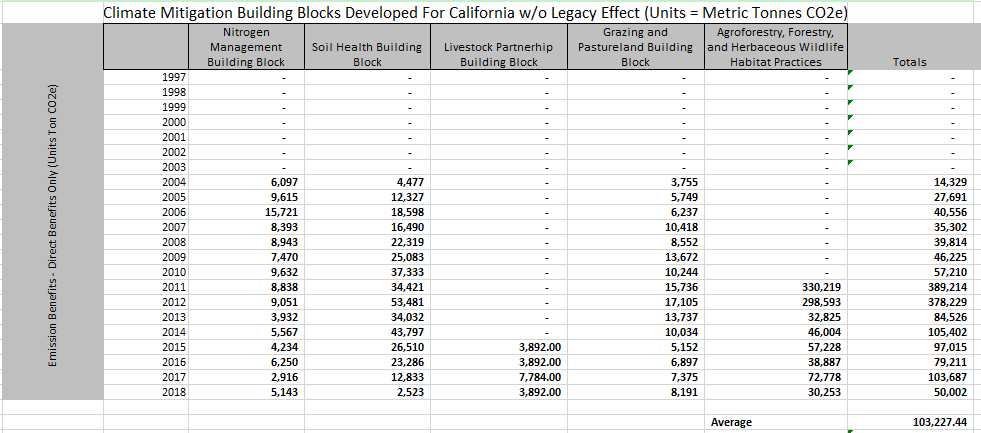 Climate Mitigation Building Blocks Developed For California w/o Legacy Effect (Units = Metric Tonnes CO2e)
Nitrogen Management Building Block | Soil Health Building Block | Livestock Partnerhip Building Block | Grazing and Pastureland Building Block | Agroforestry, Forestry, and Herbaceous Wildlife Habitat Practices | Totals
Emission Benefits - Direct Benefits Only (Units Ton CO2e)
1997 - - - - - -
1998 - - - - - -
1999 - - - - - -
2000 - - - - - -
2001 - - - - - -
2002 - - - - - -
2003 - - - - - -
2004 6,097 4,477 - 3,755 - 14,329
2005 9,615 12,327 - 5,749 - 27,691
2006 15,721 18,598 - 6,237 - 40,556
2007 8,393 16,490 - 10,418 - 35,302
2008 8,943 22,319 - 8,552 - 39,814
2009 7,470 25,083 - 13,672 - 46,225
2010 9,632 37,333 - 10,244 - 57,210
2011 8,838 34,421 - 15,736 330,219 389,214
2012 9,051 53,481 - 17,105 298,593 378,229
2013 3,932 34,032 - 13,737 32,825 84,526
2014 5,567 43,797 - 10,034 46,004 105,402
2015 4,234 26,510 3,892.00 5,152 57,228 97,015
2016 6,250 23,286 3,892.00 6,897 38,887 79,211
2017 2,916 12,833 7,784.00 7,375 72,778 103,687
2018 5,143 2,523 3,892.00 8,191 30,253 50,002
Average 103,227.44